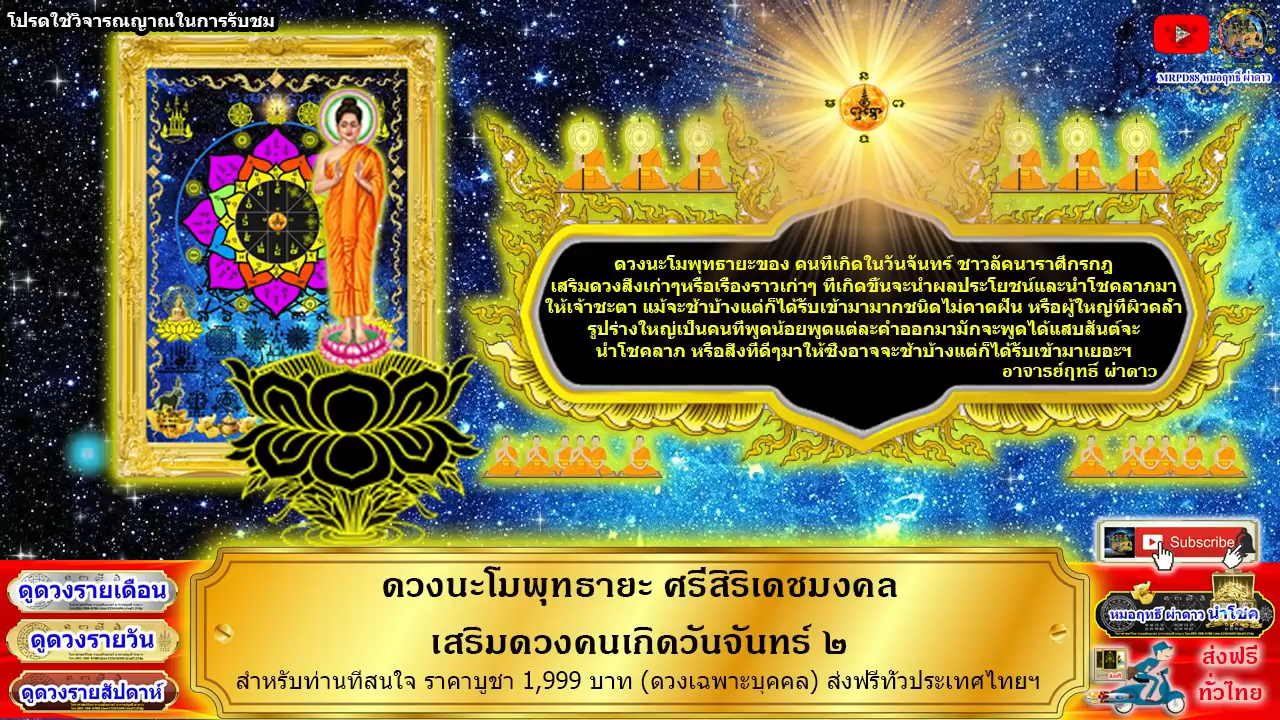 โปรดใช้วิจารณญาณในการรับชม
MRPD88 หมอฤทธิ์ ผ่าดาว
ดวงนะโมพุทธายะของ คนที่เกิดในวันจันทร์ ชาวลัคนาราศีกรกฎ
เสริมดวงสิ่งเก่าๆหรือเรื่องราวเก่าๆ ที่เกิดขึ้นจะนำผลประโยชน์และนำโชคลาภมา
ให้เจ้าชะตา แม้จะช้าบ้างแต่ก็ได้รับเข้ามามากชนิดไม่คาดฝัน หรือผู้ใหญ่ที่ผิวคล้ำ
รูปร่างใหญ่เป็นคนที่พูดน้อยพูดแต่ละคำออกมามักจะพูดได้แสบสันต์จะ
นำโชคลาภ หรือสิ่งที่ดีๆมาให้ซึ่งอาจจะช้าบ้างแต่ก็ได้รับเข้ามาเยอะฯ
อาจารย์ฤทธิ์ ผ่าดาว
Subscribe
ดูดวงรายเดือน
ดูดวงรายวัน
ดูดวงรายสัปดาห์
ดวงนะโมพุทธายะ ศรีสิริเดชมงคล
เสริมดวงคนเกิดวันจันทร์ ๒
สำหรับท่านที่สนใจ ราคาบูชา 1,999 บาท (ดวงเฉพาะบุคคล) ส่งฟรีทั่วประเทศไทยฯ
หมอฤทธิ์ ผ่าดาว นำโชค
ส่งฟรี
ทั่วไทย